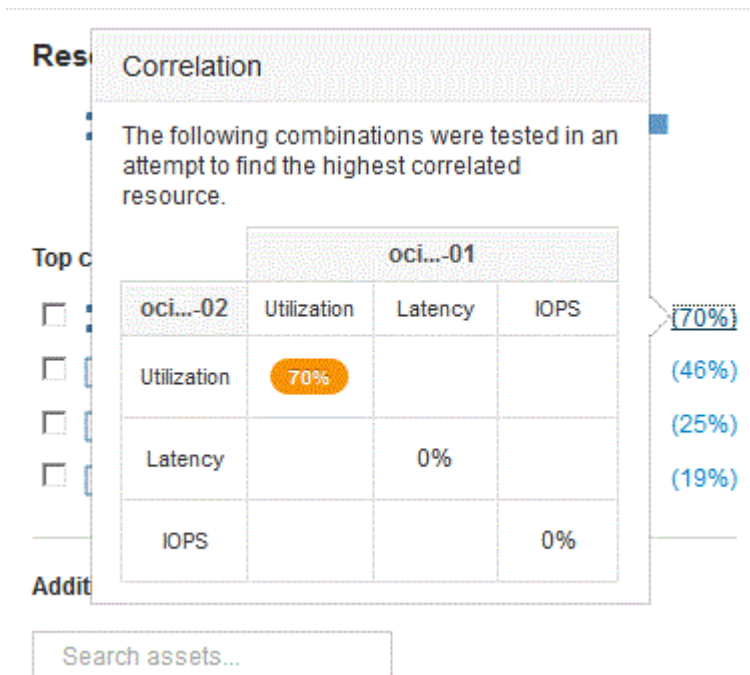 Res
Correlation
The following combinations were tested in an
attempt to find the highest correlated
resource.
Top c
oci...-01
oci...-02 Utilization Latency IOPS
(70%)
Utilization 70%
(46%)
(25%)
Latency 0%
(19%)
IOPS 0%
Addit
Search assets...